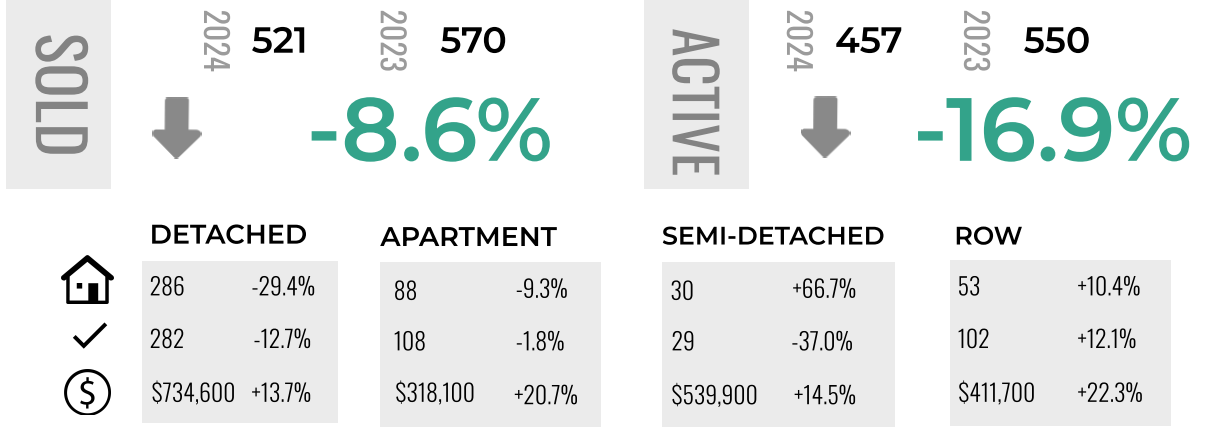 SOLD
2024 521 2023 570
-8.6%
ACTIVE
2024 457 2023 550
-16.9%
DETACHED
286 -29.4%
282 -12.7%
$734,600 +13.7%
APARTMENT
88 -9.3%
108 -1.8%
$318,100 +20.7%
SEMI-DETACHED
30 +66.7%
29 -37.0%
$539,900 +14.5%
ROW
53 +10.4%
102 +12.1%
$411,700 +22.3%
$